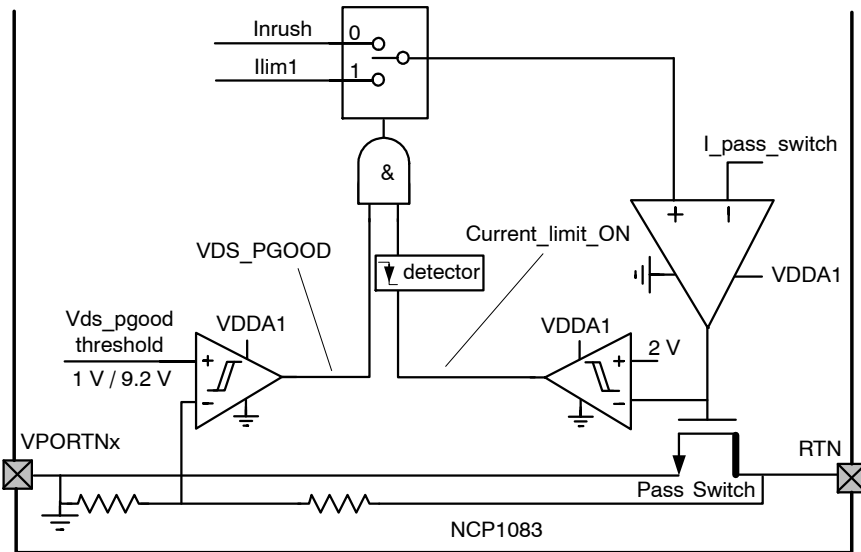 Inrush
0
Ilim1
1
I_pass_switch
&
+
–
Current_limit_ON
VDS_PGOOD
detector
VDDA1
Vds_pgood
threshold
1 V / 9.2 V
VDDA1
+
–
VDDA1
2 V
+
–
VPORTNx
RTN
Pass Switch
NCP1083